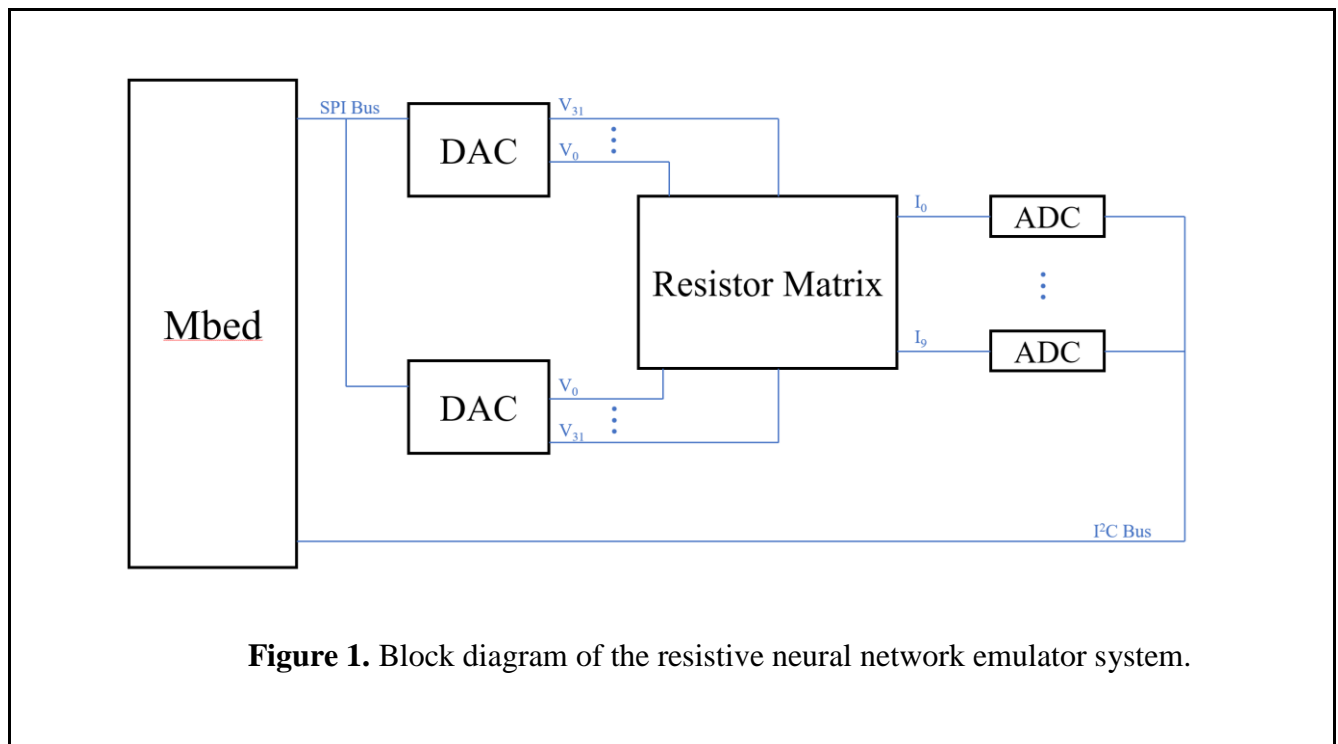 SPI Bus
V31
DAC
V0
I0
ADC
Resistor Matrix
Mbed
I9
ADC
V0
DAC
V31
I²C Bus
Figure 1. Block diagram of the resistive neural network emulator system.